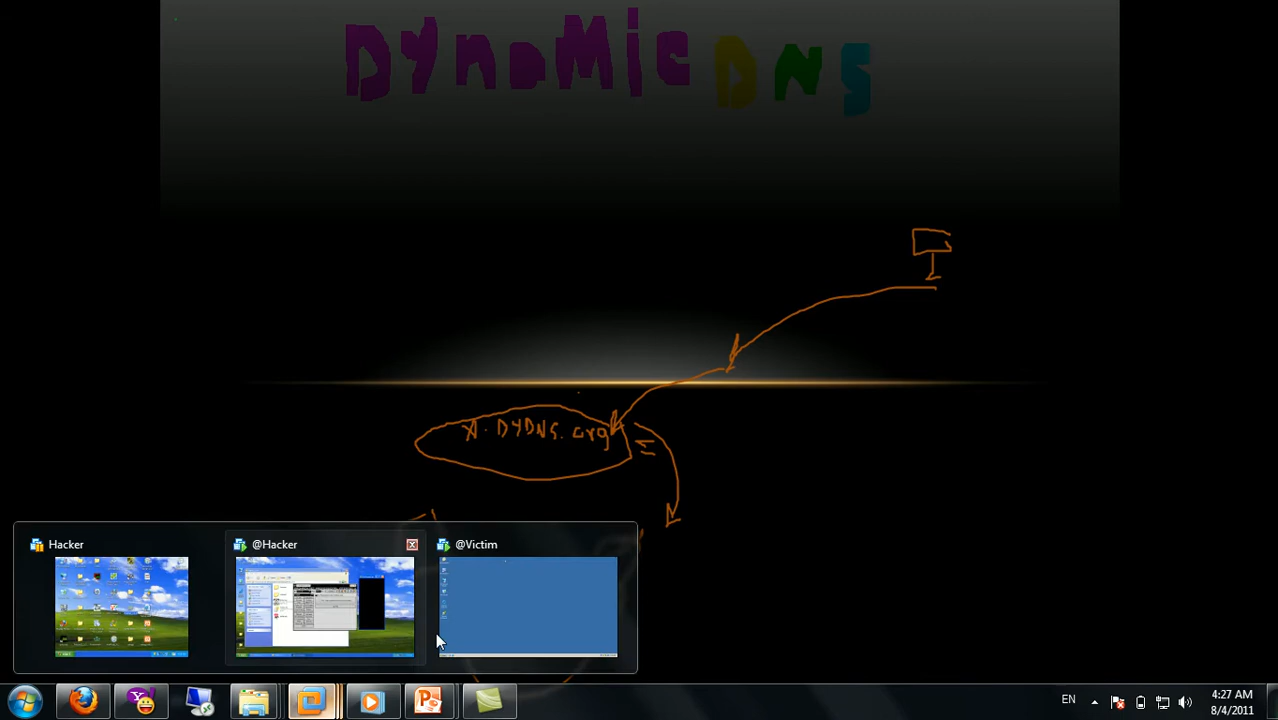 DynaMic DNS
A. DYDNS. org
Hacker
@Hacker
@Victim
EN
4:27 AM
8/4/2011